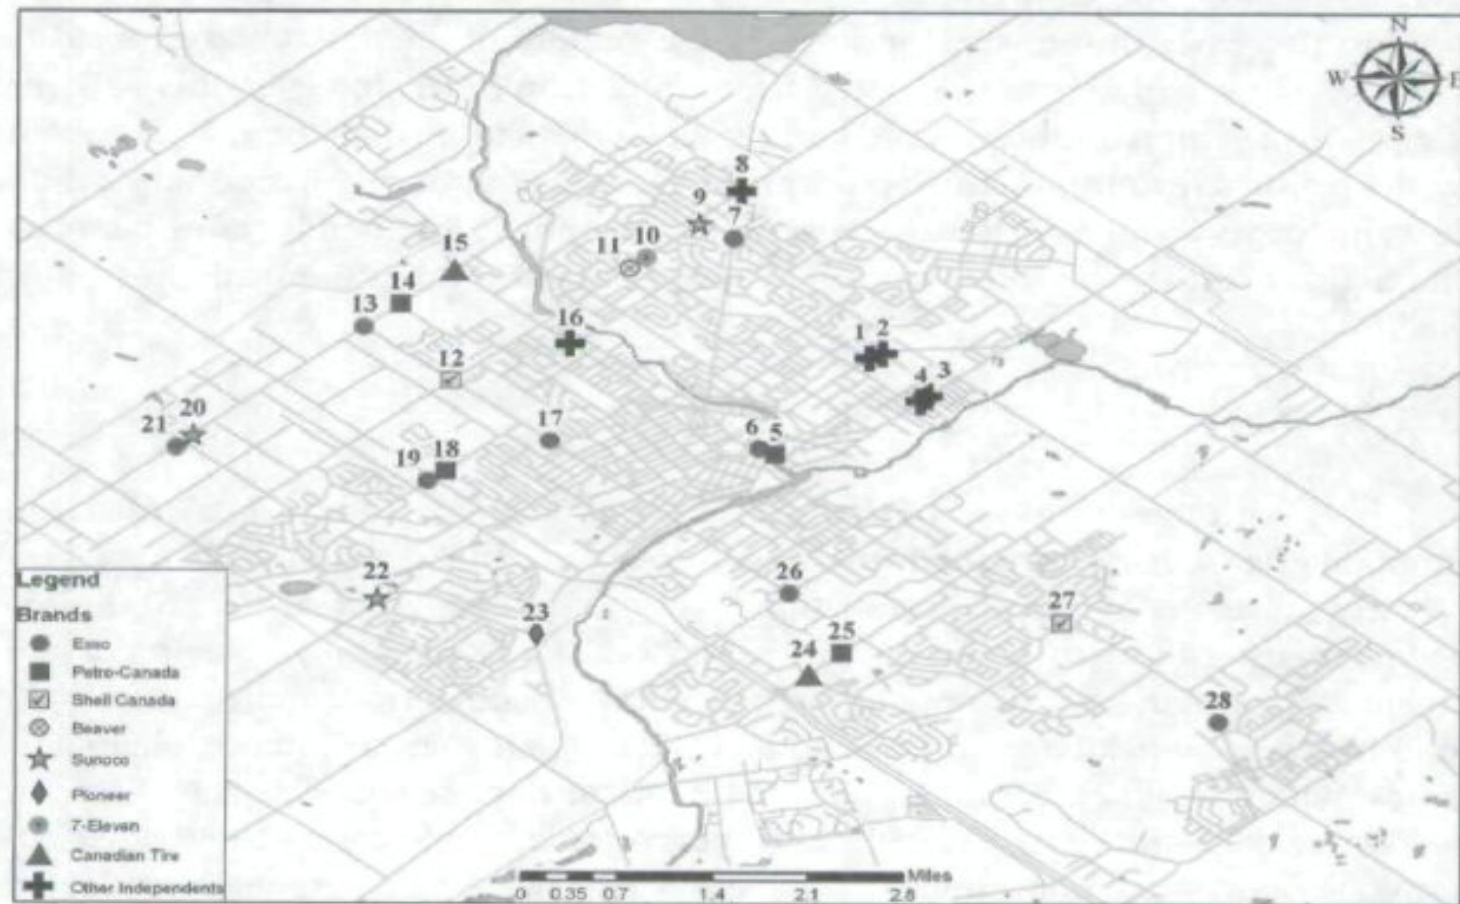 N
W E
S
8
9
7
10
11
15
14
13
16
2
1
12
3
4
20
21
17
6
5
18
19
22
26
27
23
25
24
28
Legend
Brands
Esso
Petro-Canada
Shell Canada
Beaver
Sunoco
Pioneer
7-Eleven
Canadian Tire
Other Independents
Miles
0 0.35 0.7 1.4 2.1 2.8